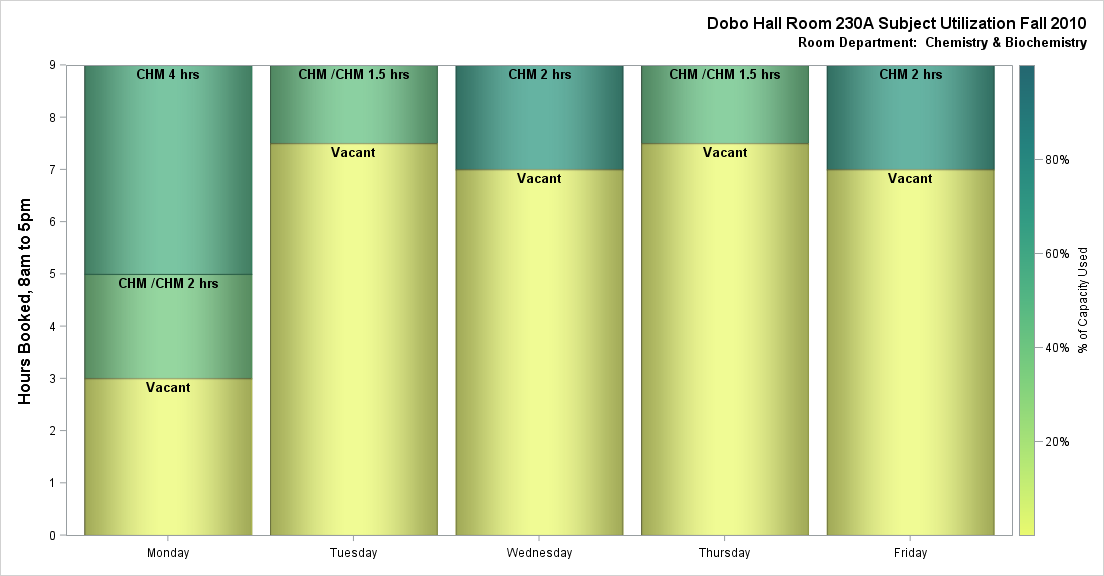 Dobo Hall Room 230A Subject Utilization Fall 2010
Room Department:  Chemistry & Biochemistry
Hours Booked, 8am to 5pm
9
8
7
6
5
4
3
2
1
0
CHM 4 hrs
CHM /CHM 2 hrs
Vacant
CHM /CHM 1.5 hrs
Vacant
CHM 2 hrs
Vacant
CHM /CHM 1.5 hrs
Vacant
CHM 2 hrs
Vacant
Monday
Tuesday
Wednesday
Thursday
Friday
80%
60%
40%
20%
% of Capacity Used